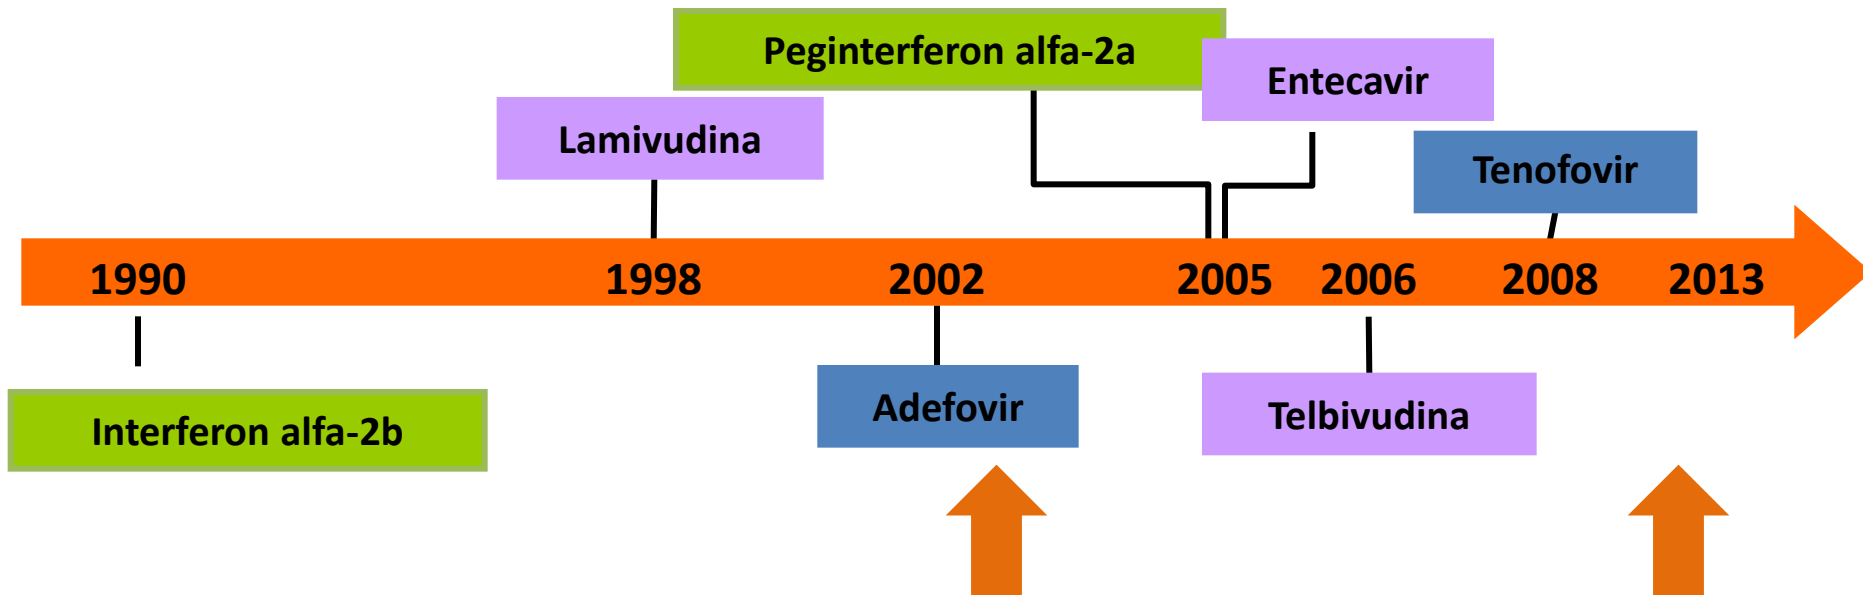 Peginterferon alfa-2a
Entecavir
Lamivudina
Tenofovir
1990 1998 2002 2005 2006 2008 2013
Adefovir
Telbivudina
Interferon alfa-2b